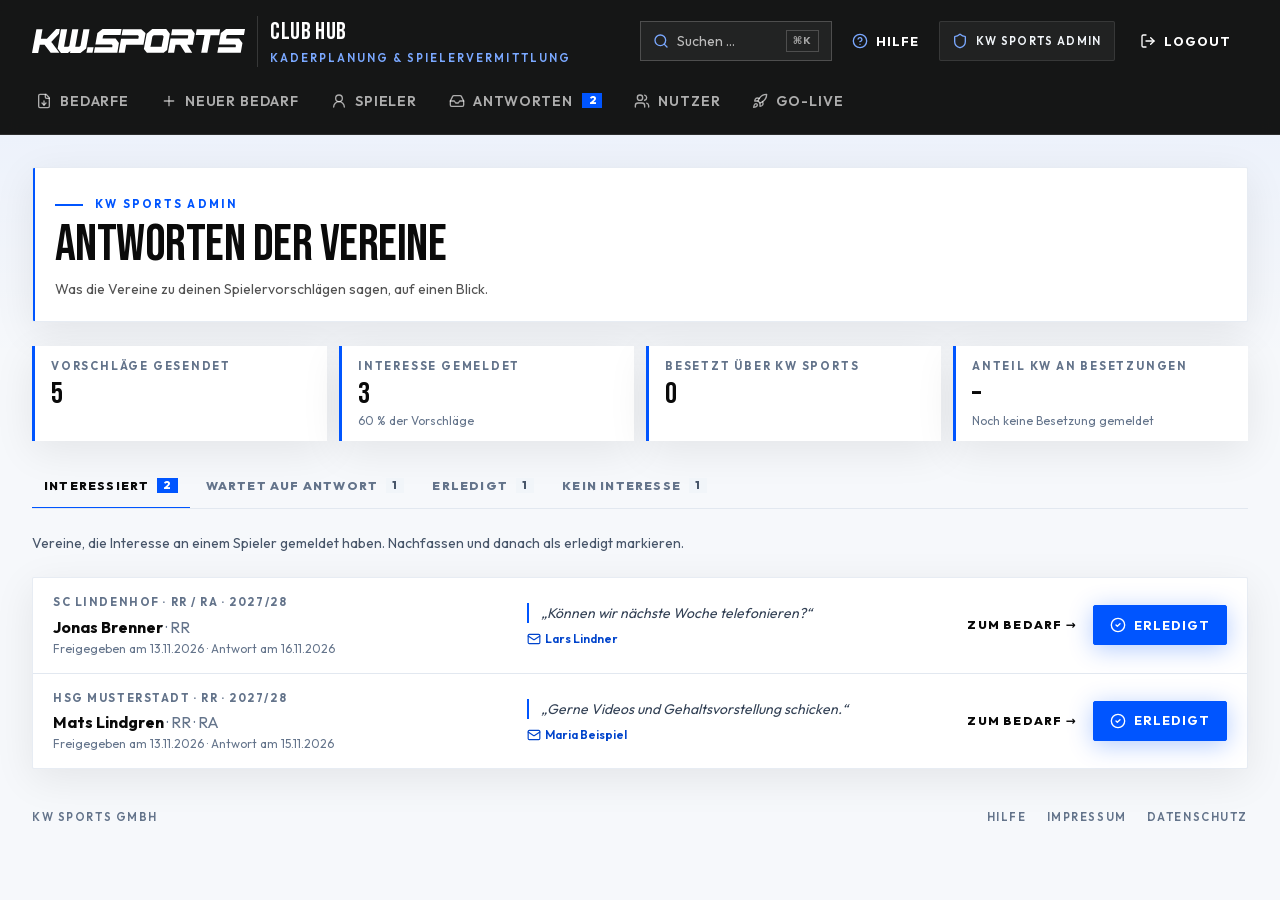 KW.SPORTS
CLUB HUB
KADERPLANUNG & SPIELERVERMITTLUNG
Suchen ... ⌘K
HILFE
KW SPORTS ADMIN
LOGOUT
BEDARFE
NEUER BEDARF
SPIELER
ANTWORTEN 2
NUTZER
GO-LIVE
KW SPORTS ADMIN
ANTWORTEN DER VEREINE
Was die Vereine zu deinen Spielervorschlägen sagen, auf einen Blick.
VORSCHLÄGE GESENDET
5
INTERESSE GEMELDET
3
60 % der Vorschläge
BESETZT ÜBER KW SPORTS
0
ANTEIL KW AN BESETZUNGEN
–
Noch keine Besetzung gemeldet
INTERESSIERT 2
WARTET AUF ANTWORT 1
ERLEDIGT 1
KEIN INTERESSE 1
Vereine, die Interesse an einem Spieler gemeldet haben. Nachfassen und danach als erledigt markieren.
SC LINDENHOF · RR / RA · 2027/28
Jonas Brenner · RR
Freigegeben am 13.11.2026 · Antwort am 16.11.2026
„Können wir nächste Woche telefonieren?“
Lars Lindner
ZUM BEDARF →
ERLEDIGT
HSG MUSTERSTADT · RR · 2027/28
Mats Lindgren · RR · RA
Freigegeben am 13.11.2026 · Antwort am 15.11.2026
„Gerne Videos und Gehaltsvorstellung schicken.“
Maria Beispiel
ZUM BEDARF →
ERLEDIGT
KW SPORTS GMBH
HILFE
IMPRESSUM
DATENSCHUTZ